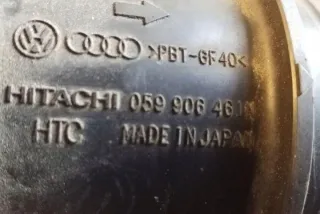 >PBT-GF40<
HITACHI 059 906 461
HTC MADE IN JAPAN